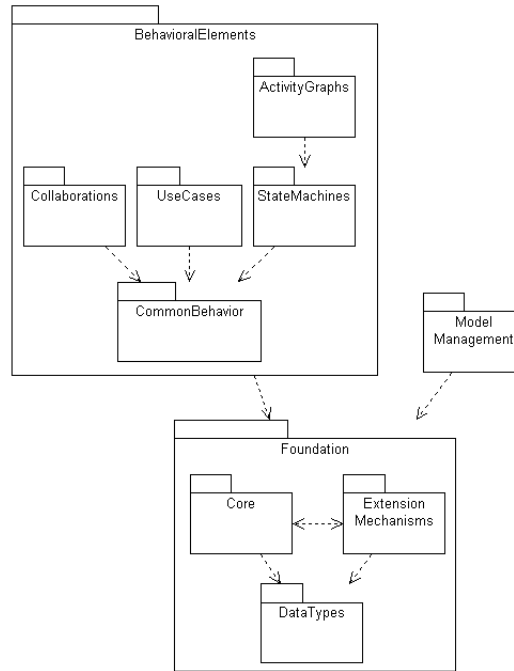 BehavioralElements
ActivityGraphs
Collaborations
UseCases
StateMachines
CommonBehavior
Model
Management
Foundation
Core
Extension
Mechanisms
DataTypes